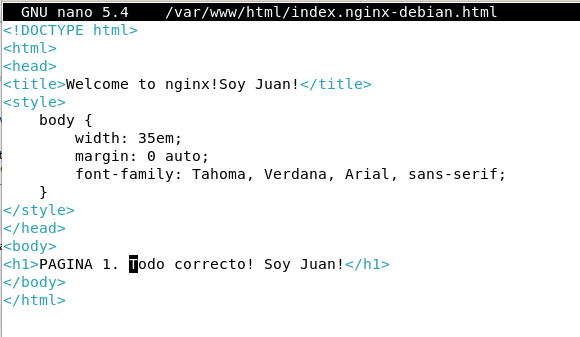 GNU nano 5.4    /var/www/html/index.nginx-debian.html
<!DOCTYPE html>
<html>
<head>
<title>Welcome to nginx!Soy Juan!</title>
<style>
    body {
        width: 35em;
        margin: 0 auto;
        font-family: Tahoma, Verdana, Arial, sans-serif;
    }
</style>
</head>
<body>
<h1>PAGINA 1. Todo correcto! Soy Juan!</h1>
</body>
</html>